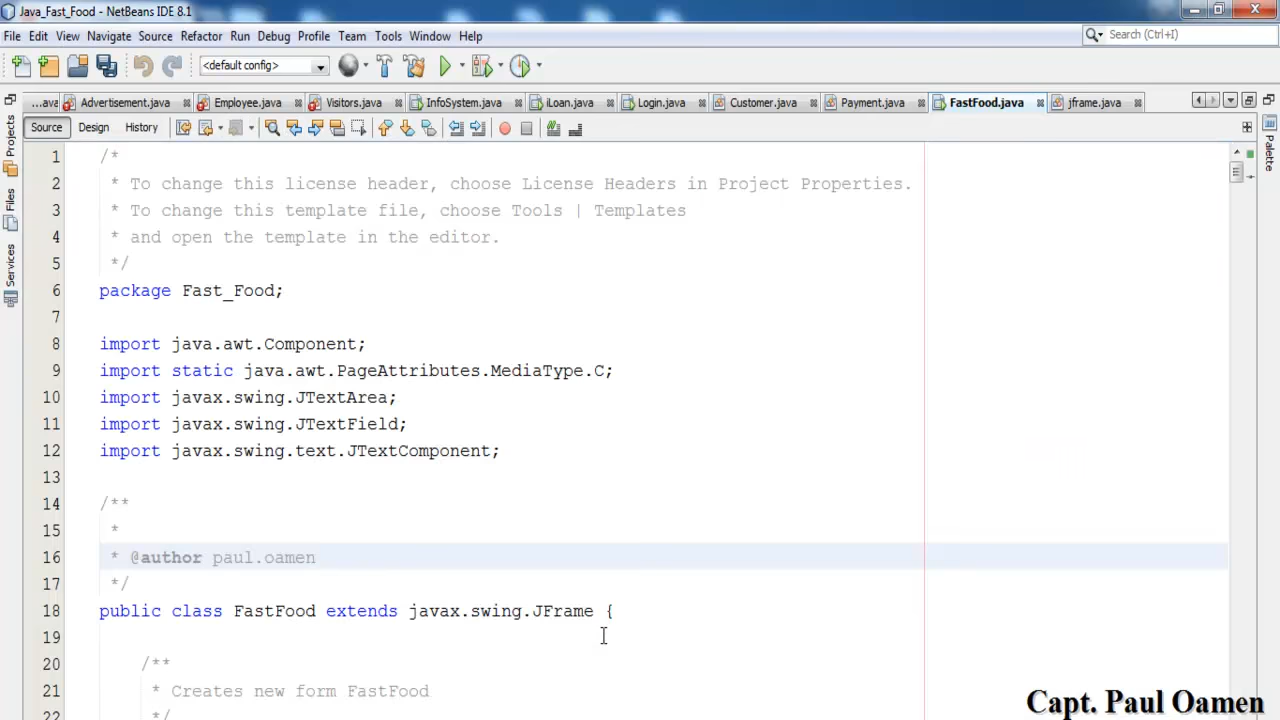 Java_Fast_Food - NetBeans IDE 8.1
File Edit View Navigate Source Refactor Run Debug Profile Team Tools Window Help
Search (Ctrl+I)
<default config>
...ava Advertisement.java Employee.java Visitors.java InfoSystem.java iLoan.java Login.java Customer.java Payment.java FastFood.java jframe.java
Source Design History
Projects
Files
Services
Palette
1 /*
2 * To change this license header, choose License Headers in Project Properties.
3 * To change this template file, choose Tools | Templates
4 * and open the template in the editor.
5 */
6 package Fast_Food;
7
8 import java.awt.Component;
9 import static java.awt.PageAttributes.MediaType.C;
10 import javax.swing.JTextArea;
11 import javax.swing.JTextField;
12 import javax.swing.text.JTextComponent;
13
14 /**
15 *
16 * @author paul.oamen
17 */
18 public class FastFood extends javax.swing.JFrame {
19
20 /**
21 * Creates new form FastFood
22 */
Capt. Paul Oamen